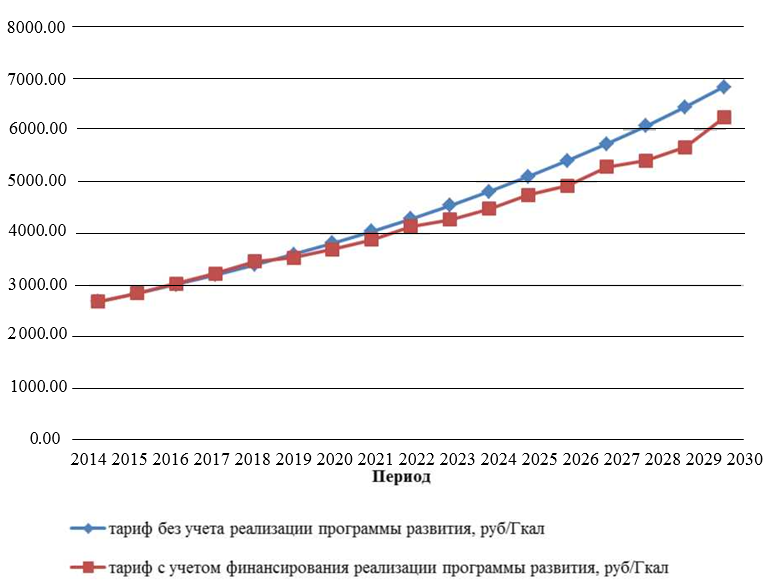 8000.00
7000.00
6000.00
5000.00
4000.00
3000.00
2000.00
1000.00
0.00
2014 2015 2016 2017 2018 2019 2020 2021 2022 2023 2024 2025 2026 2027 2028 2029 2030
Период
тариф без учета реализации программы развития, руб/Гкал
тариф с учетом финансирования реализации программы развития, руб/Гкал